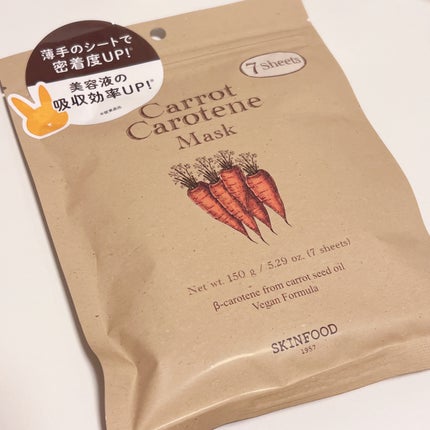 薄手のシートで
密着度UP!*
美容液の
吸収効率UP!*
7 Sheets
Carrot
Carotene
Mask
Net wt. 150 g / 5.29 oz. (7 sheets)
β-carotene from carrot seed oil
Vegan Formula
SKINFOOD
1957